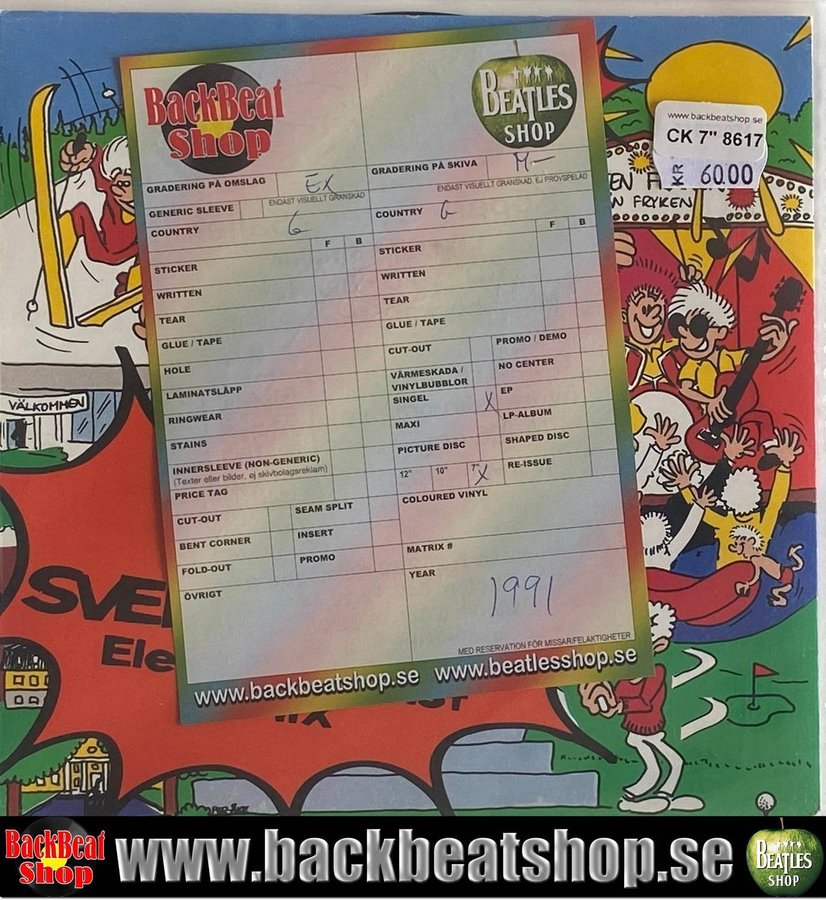 BackBeat
Shop
BEATLES
SHOP
www.backbeatshop.se
CK 7" 8617
KR 60.00
EN
N FRYKEN
GRADERING PÅ OMSLAG EX
GRADERING PÅ SKIVA M-
ENDAST VISUELLT GRANSKAD
ENDAST VISUELLT GRANSKAD, EJ PROVSPELAD
GENERIC SLEEVE
COUNTRY G
COUNTRY G
F B
F B
STICKER
STICKER
WRITTEN
WRITTEN
TEAR
TEAR
GLUE / TAPE
GLUE / TAPE
HOLE
CUT-OUT
PROMO / DEMO
LAMINATSLÄPP
VÄRMESKADA /
VINYLBUBBLOR
NO CENTER
RINGWEAR
SINGEL X
EP
STAINS
MAXI
LP-ALBUM
INNERSLEEVE (NON-GENERIC)
(Texter eller bilder, ej skivbolagsreklam)
PICTURE DISC
SHAPED DISC
12" 10" 7" X
RE-ISSUE
PRICE TAG
COLOURED VINYL
CUT-OUT
SEAM SPLIT
BENT CORNER
INSERT
MATRIX #
FOLD-OUT
PROMO
YEAR
ÖVRIGT
1991
MED RESERVATION FÖR MISSAR/FELAKTIGHETER
www.backbeatshop.se www.beatlesshop.se
VÄLKOMMEN
SVE
Ele
BackBeat
Shop
www.backbeatshop.se
BEATLES
SHOP